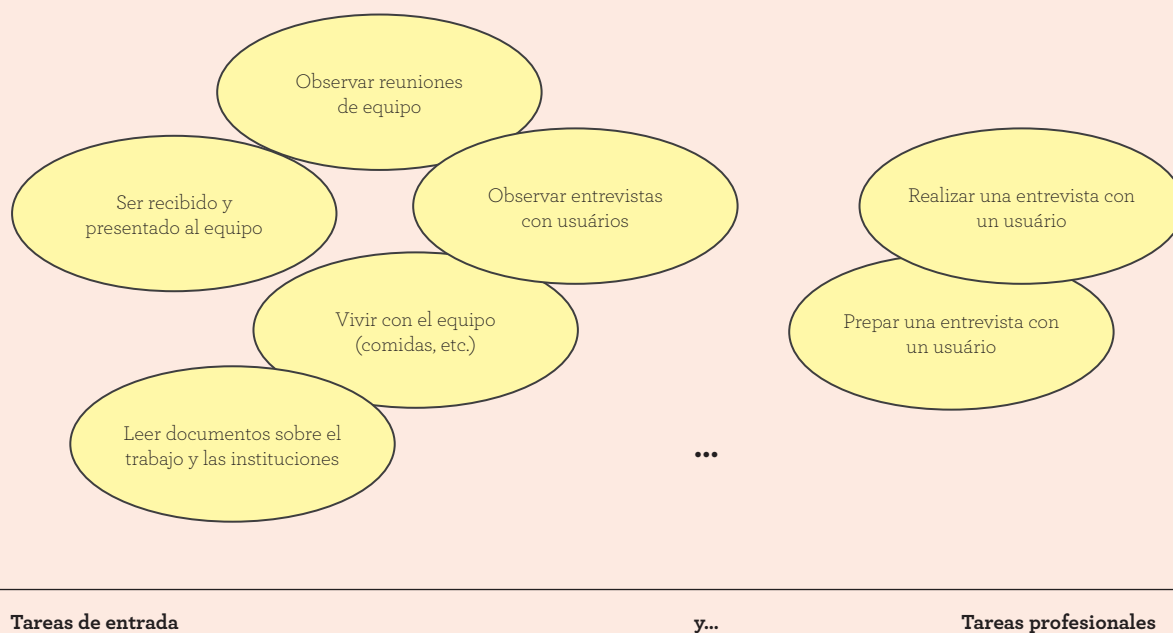 Observar reuniones
de equipo
Ser recibido y
presentado al equipo
Observar entrevistas
con usuários
Realizar una entrevista con
un usuário
Vivir con el equipo
(comidas, etc.)
Prepar una entrevista con
un usuário
Leer documentos sobre el
trabajo y las instituciones
...
Tareas de entrada
y...
Tareas profesionales